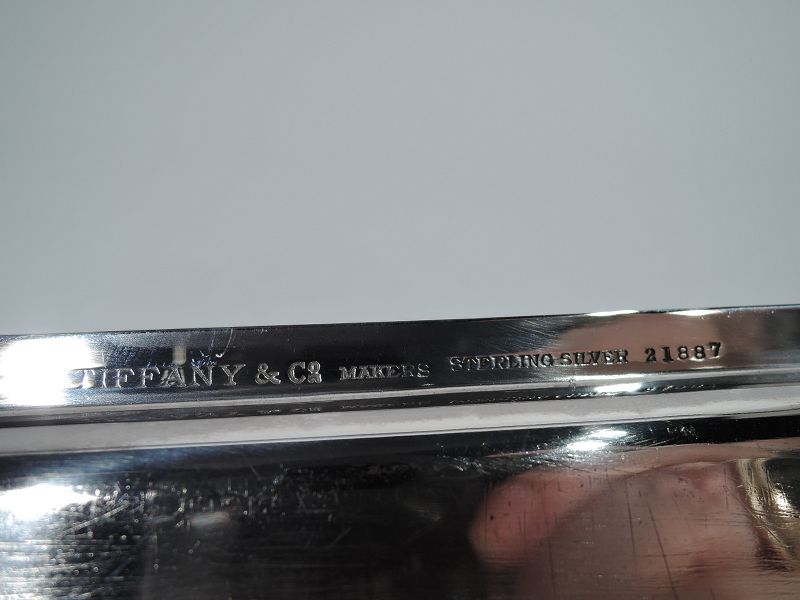 TIFFANY & Co MAKERS STERLING SILVER 21887